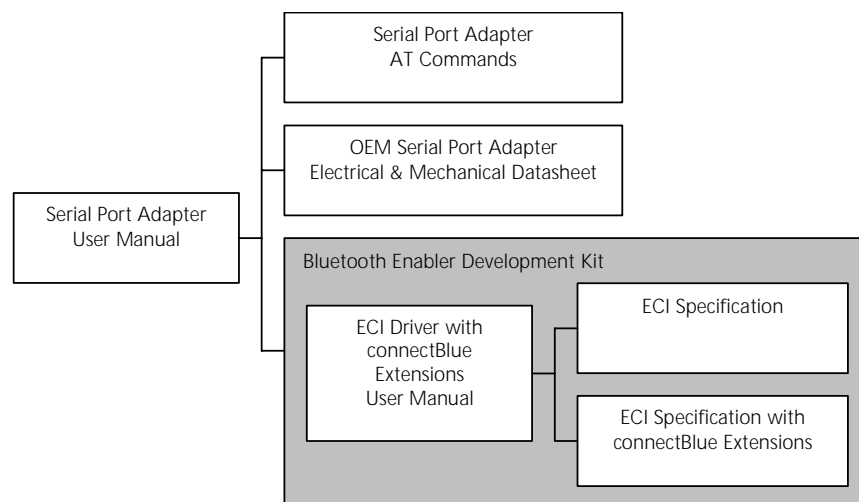 Serial Port Adapter
AT Commands
OEM Serial Port Adapter
Electrical & Mechanical Datasheet
Serial Port Adapter
User Manual
Bluetooth Enabler Development Kit
ECI Driver with
connectBlue
Extensions
User Manual
ECI Specification
ECI Specification with
connectBlue Extensions